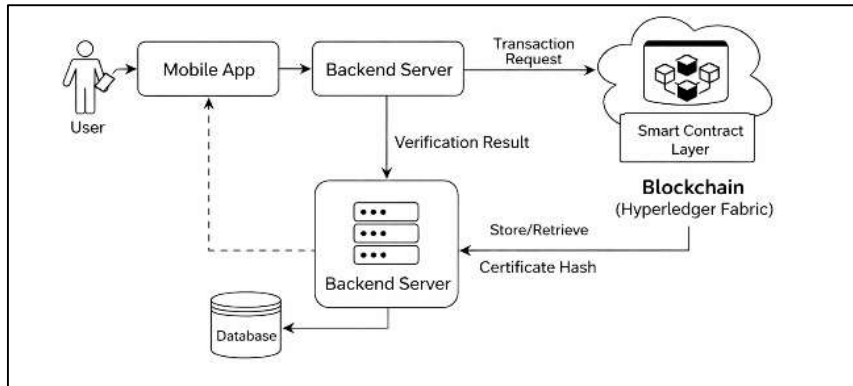 User
Mobile App
Backend Server
Transaction
Request
Smart Contract
Layer
Blockchain
(Hyperledger Fabric)
Verification Result
Store/Retrieve
Certificate Hash
Backend Server
Database